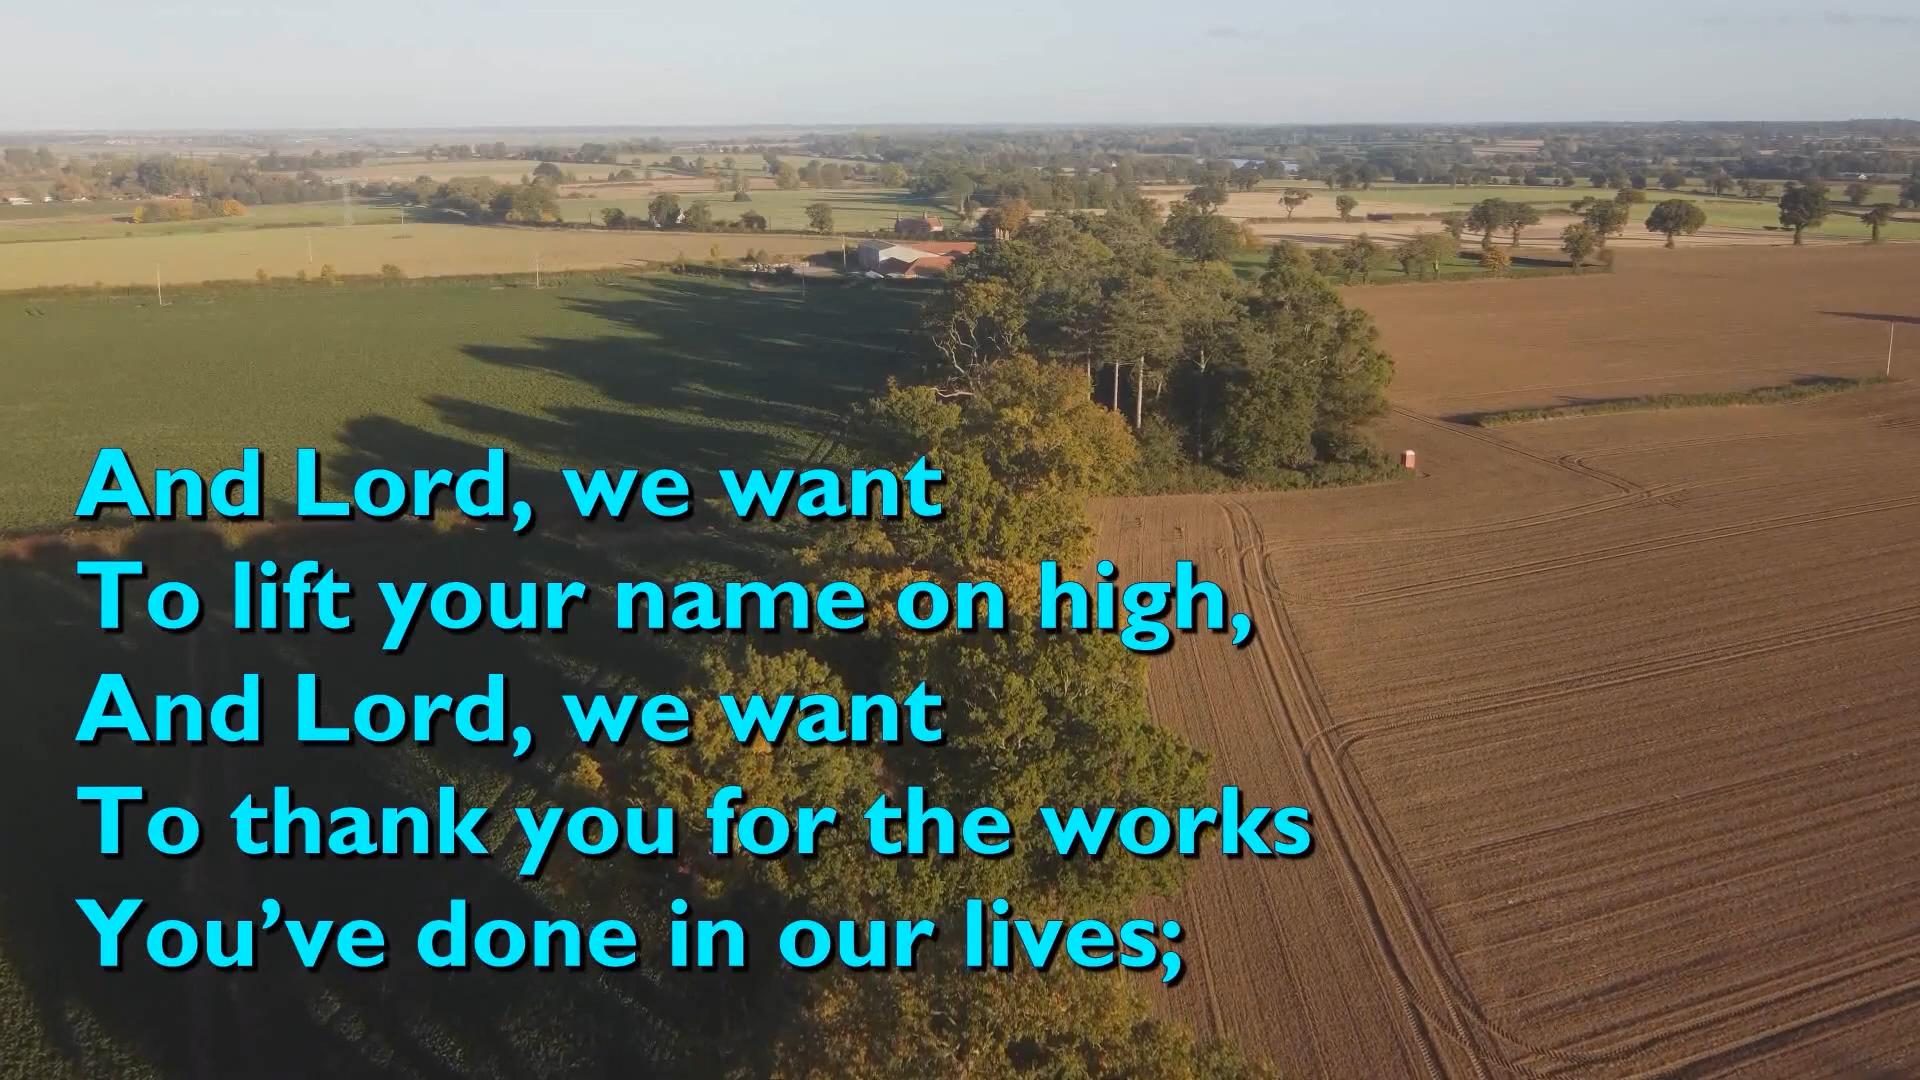 And Lord, we want
To lift your name on high,
And Lord, we want
To thank you for the works
You’ve done in our lives;